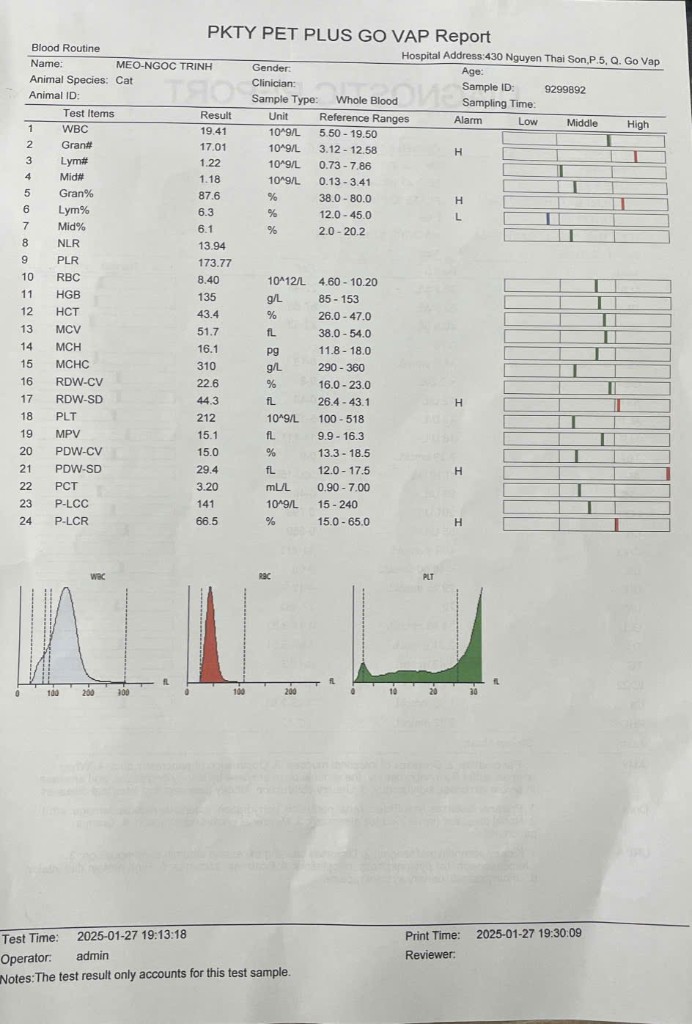 PKTY PET PLUS GO VAP Report
Blood Routine
Hospital Address:430 Nguyen Thai Son,P.5, Q. Go Vap
Name: MEO-NGOC TRINH Gender: Age:
Animal Species: Cat Clinician: Sample ID: 9299892
Animal ID: Sample Type: Whole Blood Sampling Time:
Test Items Result Unit Reference Ranges Alarm Low Middle High
1 WBC 19.41 10^9/L 5.50 - 19.50
2 Gran# 17.01 10^9/L 3.12 - 12.58 H
3 Lym# 1.22 10^9/L 0.73 - 7.86
4 Mid# 1.18 10^9/L 0.13 - 3.41
5 Gran% 87.6 % 38.0 - 80.0 H
6 Lym% 6.3 % 12.0 - 45.0 L
7 Mid% 6.1 % 2.0 - 20.2
8 NLR 13.94
9 PLR 173.77
10 RBC 8.40 10^12/L 4.60 - 10.20
11 HGB 135 g/L 85 - 153
12 HCT 43.4 % 26.0 - 47.0
13 MCV 51.7 fL 38.0 - 54.0
14 MCH 16.1 pg 11.8 - 18.0
15 MCHC 310 g/L 290 - 360
16 RDW-CV 22.6 % 16.0 - 23.0
17 RDW-SD 44.3 fL 26.4 - 43.1 H
18 PLT 212 10^9/L 100 - 518
19 MPV 15.1 fL 9.9 - 16.3
20 PDW-CV 15.0 % 13.3 - 18.5
21 PDW-SD 29.4 fL 12.0 - 17.5 H
22 PCT 3.20 mL/L 0.90 - 7.00
23 P-LCC 141 10^9/L 15 - 240
24 P-LCR 66.5 % 15.0 - 65.0 H
WBC RBC PLT
0 100 200 300 fL 0 100 200 fL 0 10 20 30 fL
Test Time: 2025-01-27 19:13:18 Print Time: 2025-01-27 19:30:09
Operator: admin Reviewer:
Notes:The test result only accounts for this test sample.